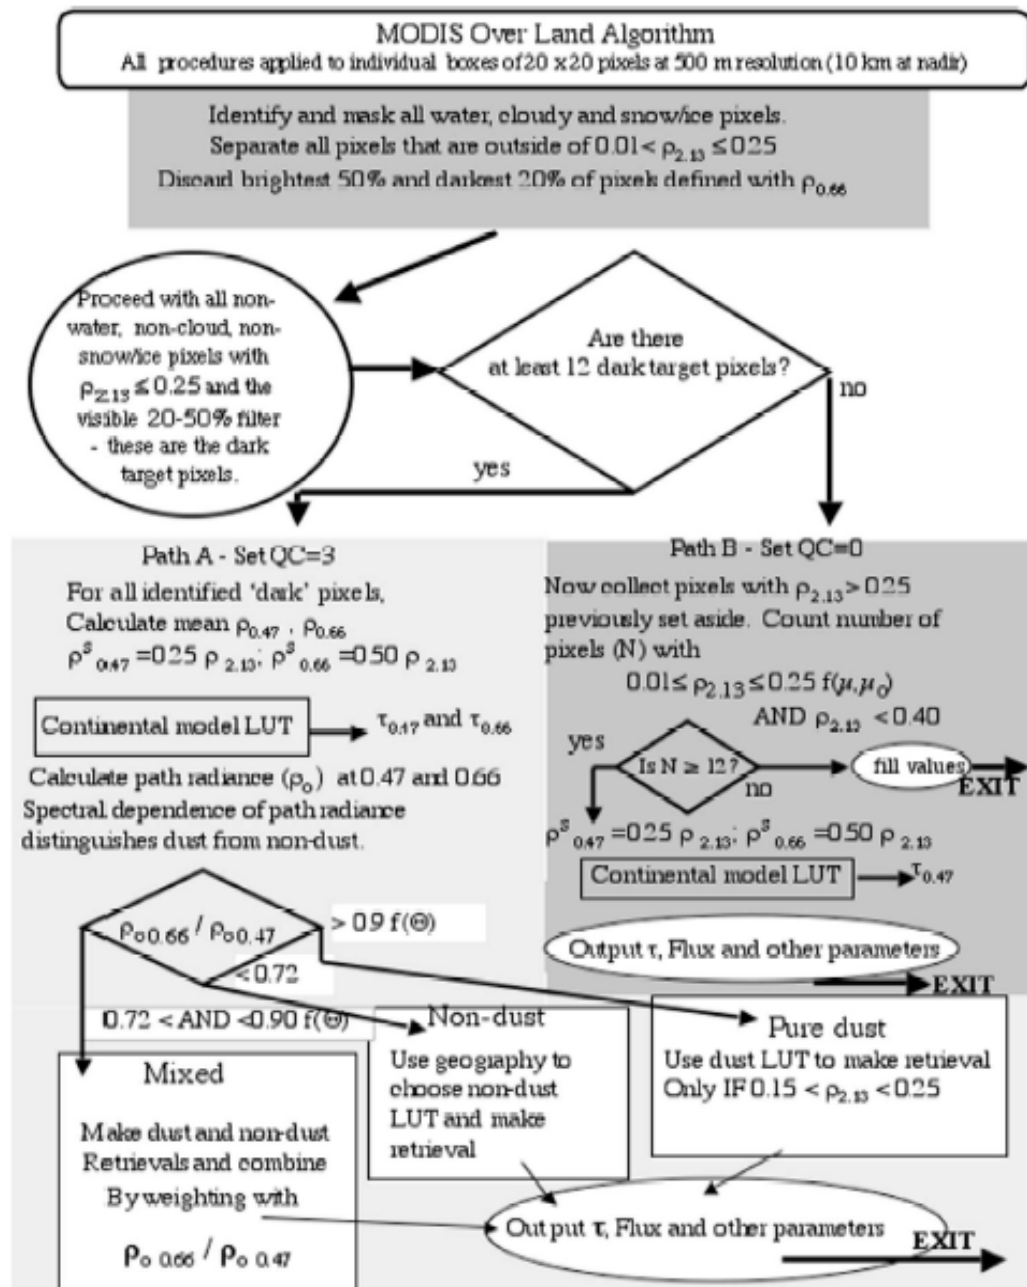 MODIS Over Land Algorithm
All procedures applied to individual boxes of 20 x 20 pixels at 500 m resolution (10 km at nadir)
Identify and mask all water, cloudy and snow/ice pixels.
Separate all pixels that are outside of 0.01< ρ2.13 ≤ 0.25
Discard brightest 50% and darkest 20% of pixels defined with ρ0.66
Proceed with all non-
water, non-cloud, non-
snow/ice pixels with
ρ2.13 ≤ 0.25 and the
visible 20-50% filter
- these are the dark
target pixels.
Are there
at least 12 dark target pixels?
no
yes
Path A - Set QC=3
For all identified 'dark' pixels,
Calculate mean ρ0.47 , ρ0.66
ρˢ0.47 =0.25 ρ2.13; ρˢ0.66 =0.50 ρ2.13
Continental model LUT
τ0.47 and τ0.66
Calculate path radiance (ρo) at 0.47 and 0.66
Spectral dependence of path radiance
distinguishes dust from non-dust.
ρo0.66 / ρo0.47
> 0.9 f(Θ)
< 0.72
0.72 < AND <0.90 f(Θ)
Path B - Set QC=0
Now collect pixels with ρ2.13 > 0.25
previously set aside. Count number of
pixels (N) with
0.01≤ ρ2.13 ≤ 0.25 f(μ,μo)
AND ρ2.13 < 0.40
yes
Is N ≥ 12?
no
fill values
EXIT
ρˢ0.47 =0.25 ρ2.13; ρˢ0.66 =0.50 ρ2.13
Continental model LUT
τ0.47
Output τ, Flux and other parameters
EXIT
Mixed
Make dust and non-dust
Retrievals and combine
By weighting with
ρo 0.66 / ρo 0.47
Non-dust
Use geography to
choose non-dust
LUT and make
retrieval
Pure dust
Use dust LUT to make retrieval
Only IF 0.15 < ρ2.13 < 0.25
Output τ, Flux and other parameters
EXIT